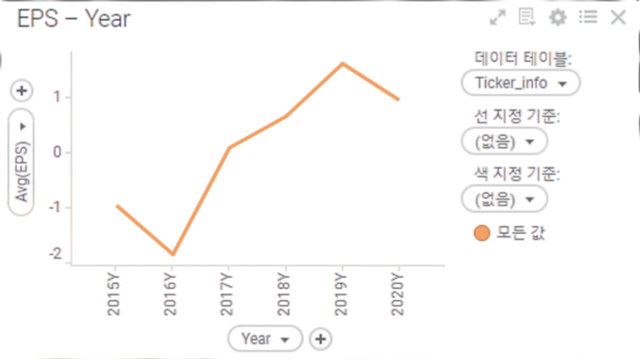 EPS – Year
데이터 테이블:
Ticker_info
선 지정 기준:
(없음)
색 지정 기준:
(없음)
모든 값
Avg(EPS)
1
0
-1
-2
2015Y
2016Y
2017Y
2018Y
2019Y
2020Y
Year